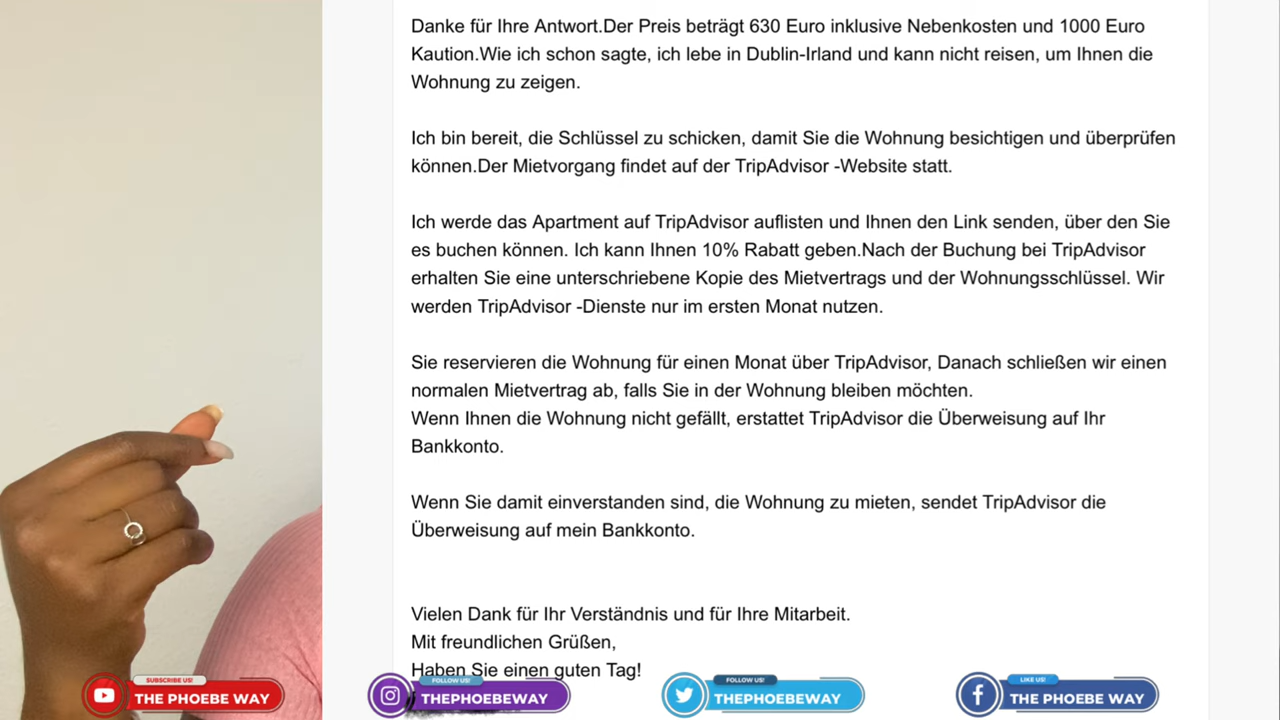 Danke für Ihre Antwort.Der Preis beträgt 630 Euro inklusive Nebenkosten und 1000 Euro
Kaution.Wie ich schon sagte, ich lebe in Dublin-Irland und kann nicht reisen, um Ihnen die
Wohnung zu zeigen.
Ich bin bereit, die Schlüssel zu schicken, damit Sie die Wohnung besichtigen und überprüfen
können.Der Mietvorgang findet auf der TripAdvisor -Website statt.
Ich werde das Apartment auf TripAdvisor auflisten und Ihnen den Link senden, über den Sie
es buchen können. Ich kann Ihnen 10% Rabatt geben.Nach der Buchung bei TripAdvisor
erhalten Sie eine unterschriebene Kopie des Mietvertrags und der Wohnungsschlüssel. Wir
werden TripAdvisor -Dienste nur im ersten Monat nutzen.
Sie reservieren die Wohnung für einen Monat über TripAdvisor, Danach schließen wir einen
normalen Mietvertrag ab, falls Sie in der Wohnung bleiben möchten.
Wenn Ihnen die Wohnung nicht gefällt, erstattet TripAdvisor die Überweisung auf Ihr
Bankkonto.
Wenn Sie damit einverstanden sind, die Wohnung zu mieten, sendet TripAdvisor die
Überweisung auf mein Bankkonto.
Vielen Dank für Ihr Verständnis und für Ihre Mitarbeit.
Mit freundlichen Grüßen,
Haben Sie einen guten Tag!
SUBSCRIBE US!
THE PHOEBE WAY
FOLLOW US!
THEPHOEBEWAY
FOLLOW US!
THEPHOEBEWAY
LIKE US!
THE PHOEBE WAY